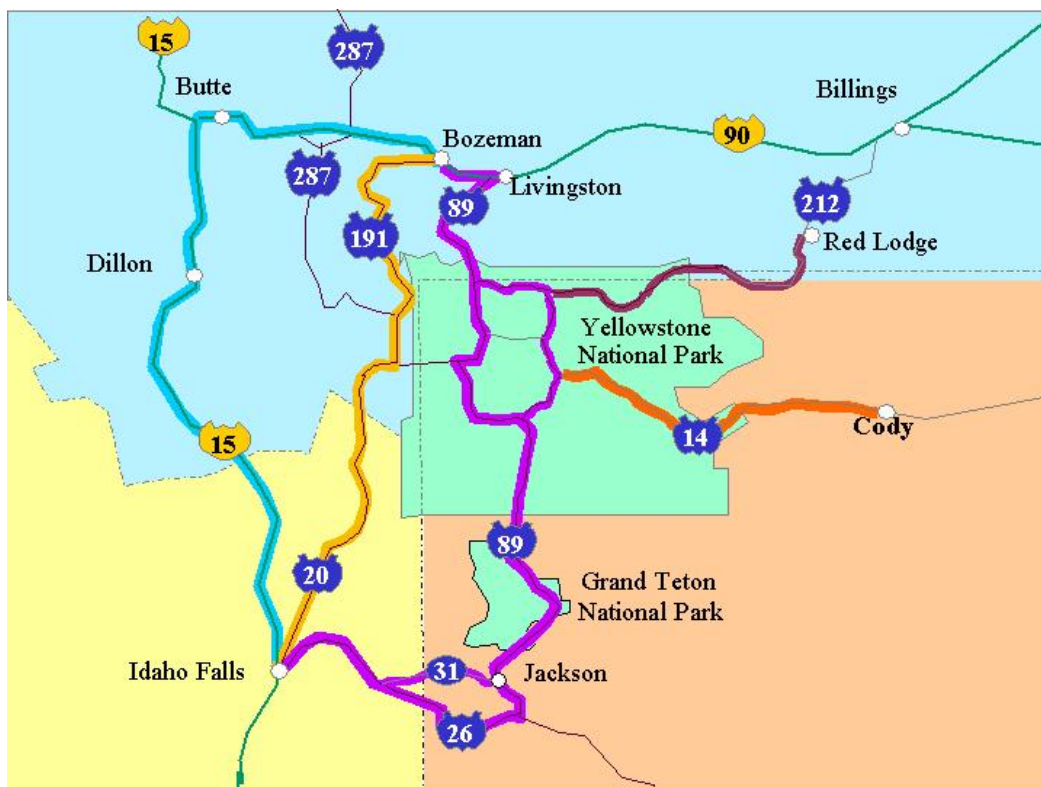 15
287
Butte
Billings
90
Bozeman
287
Livingston
89
212
191
Red Lodge
Dillon
Yellowstone
National Park
Cody
14
15
89
20
Grand Teton
National Park
Idaho Falls
31
Jackson
26